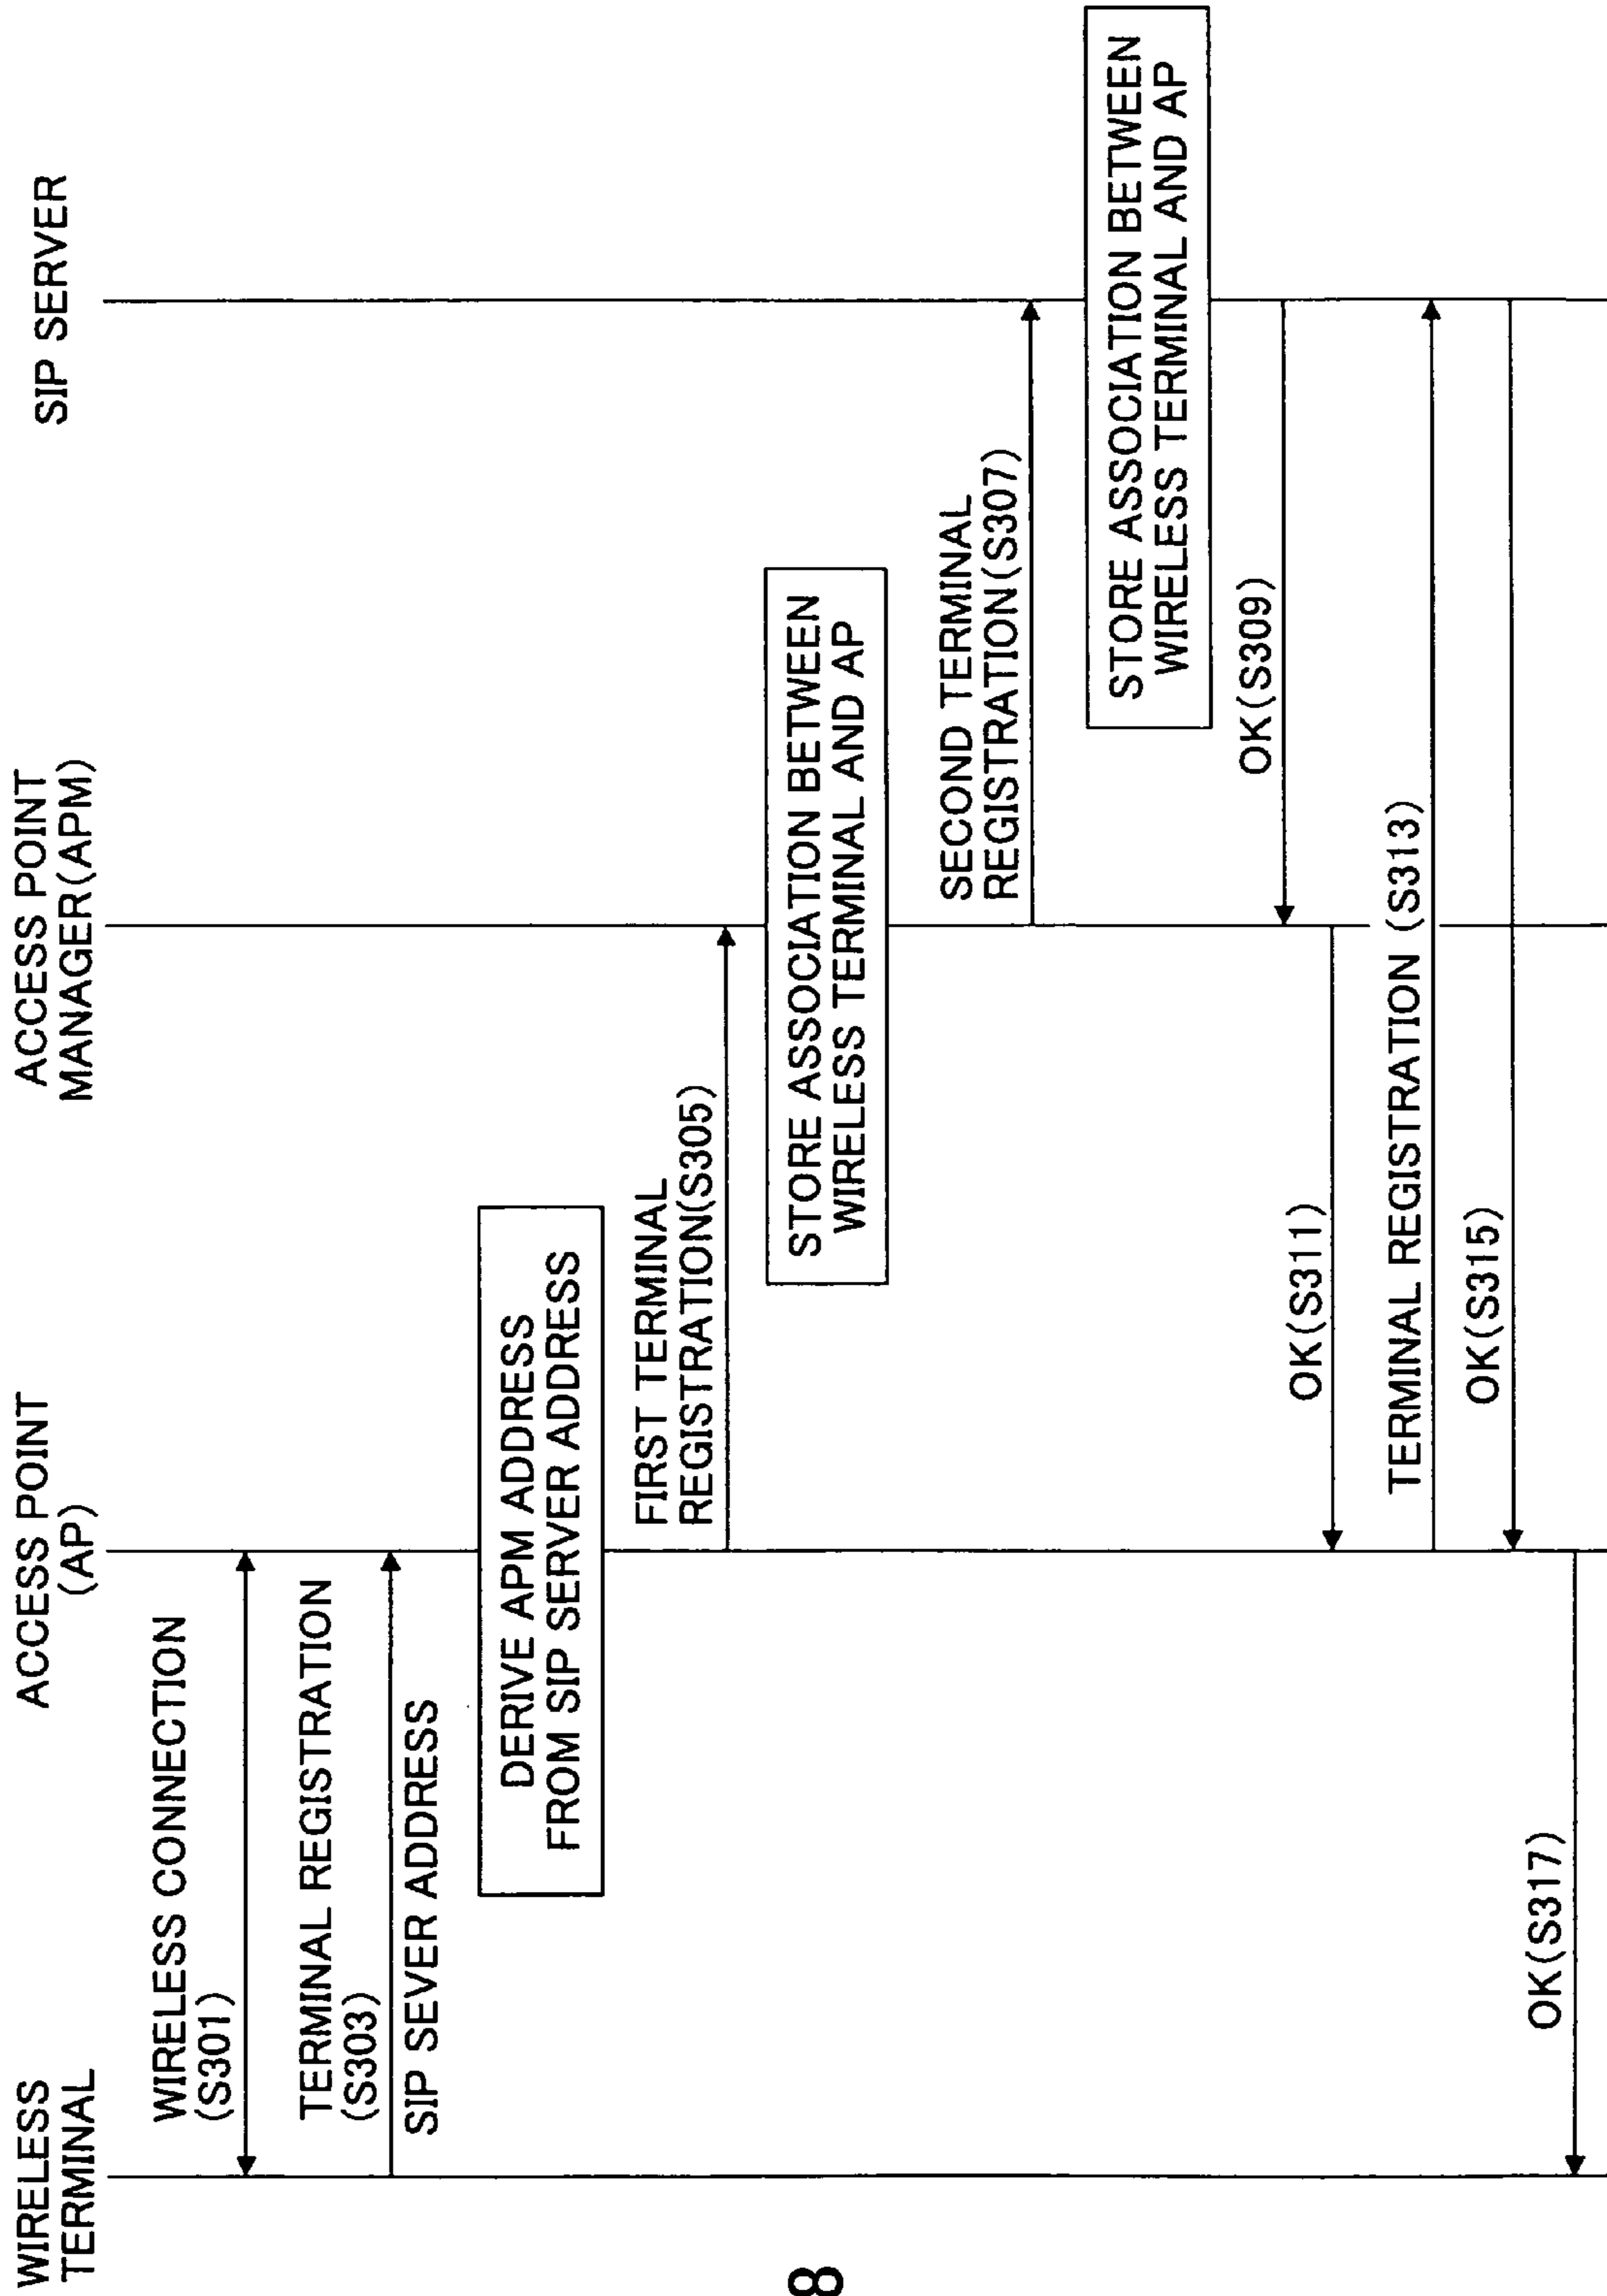 WIRELESS
TERMINAL
ACCESS POINT
(AP)
ACCESS POINT
MANAGER(APM)
SIP SERVER
WIRELESS CONNECTION
(S301)
TERMINAL REGISTRATION
(S303)
SIP SEVER ADDRESS
DERIVE APM ADDRESS
FROM SIP SERVER ADDRESS
FIRST TERMINAL
REGISTRATION(S305)
STORE ASSOCIATION BETWEEN
WIRELESS TERMINAL AND AP
SECOND TERMINAL
REGISTRATION(S307)
STORE ASSOCIATION BETWEEN
WIRELESS TERMINAL AND AP
OK(S309)
OK(S311)
TERMINAL REGISTRATION (S313)
OK(S315)
OK(S317)
8